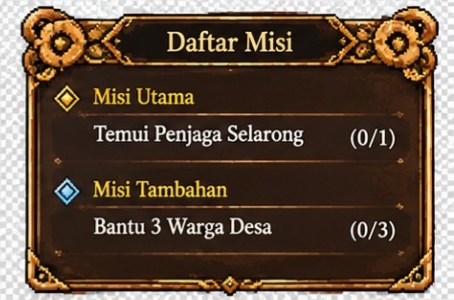 Daftar Misi
Misi Utama
Temui Penjaga Selarong (0/1)
Misi Tambahan
Bantu 3 Warga Desa (0/3)